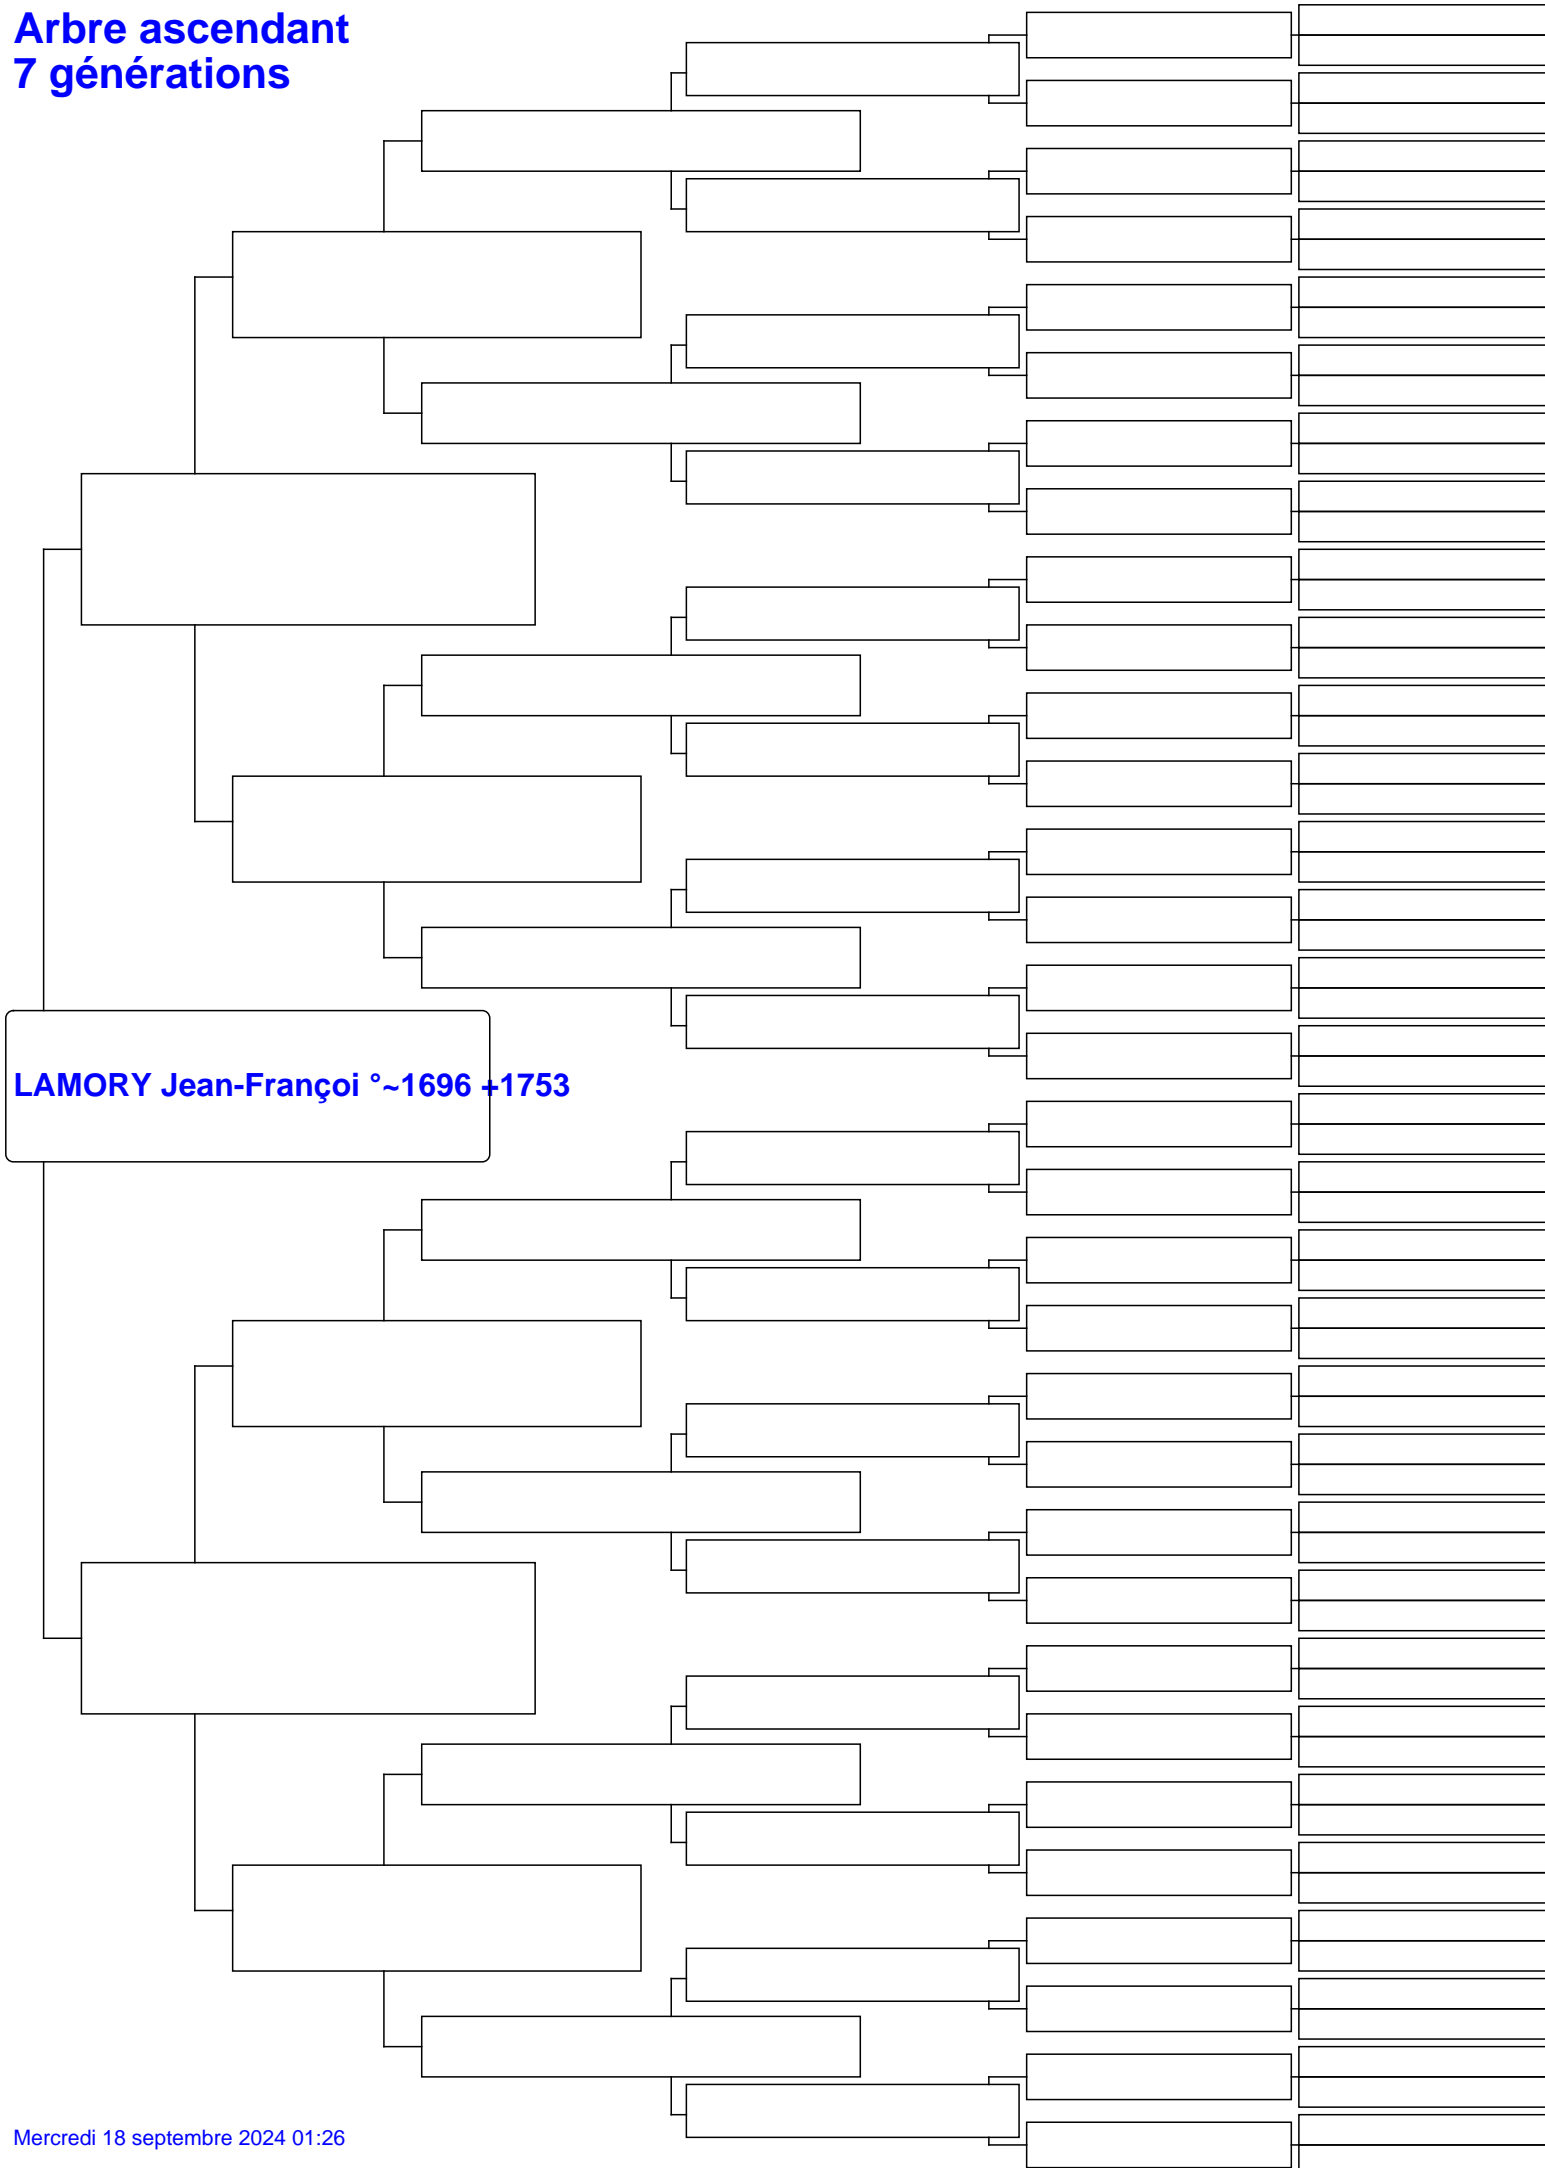 Arbre ascendant
7 générations
LAMORY Jean-Françoi °~1696 +1753
Mercredi 18 septembre 2024 01:26